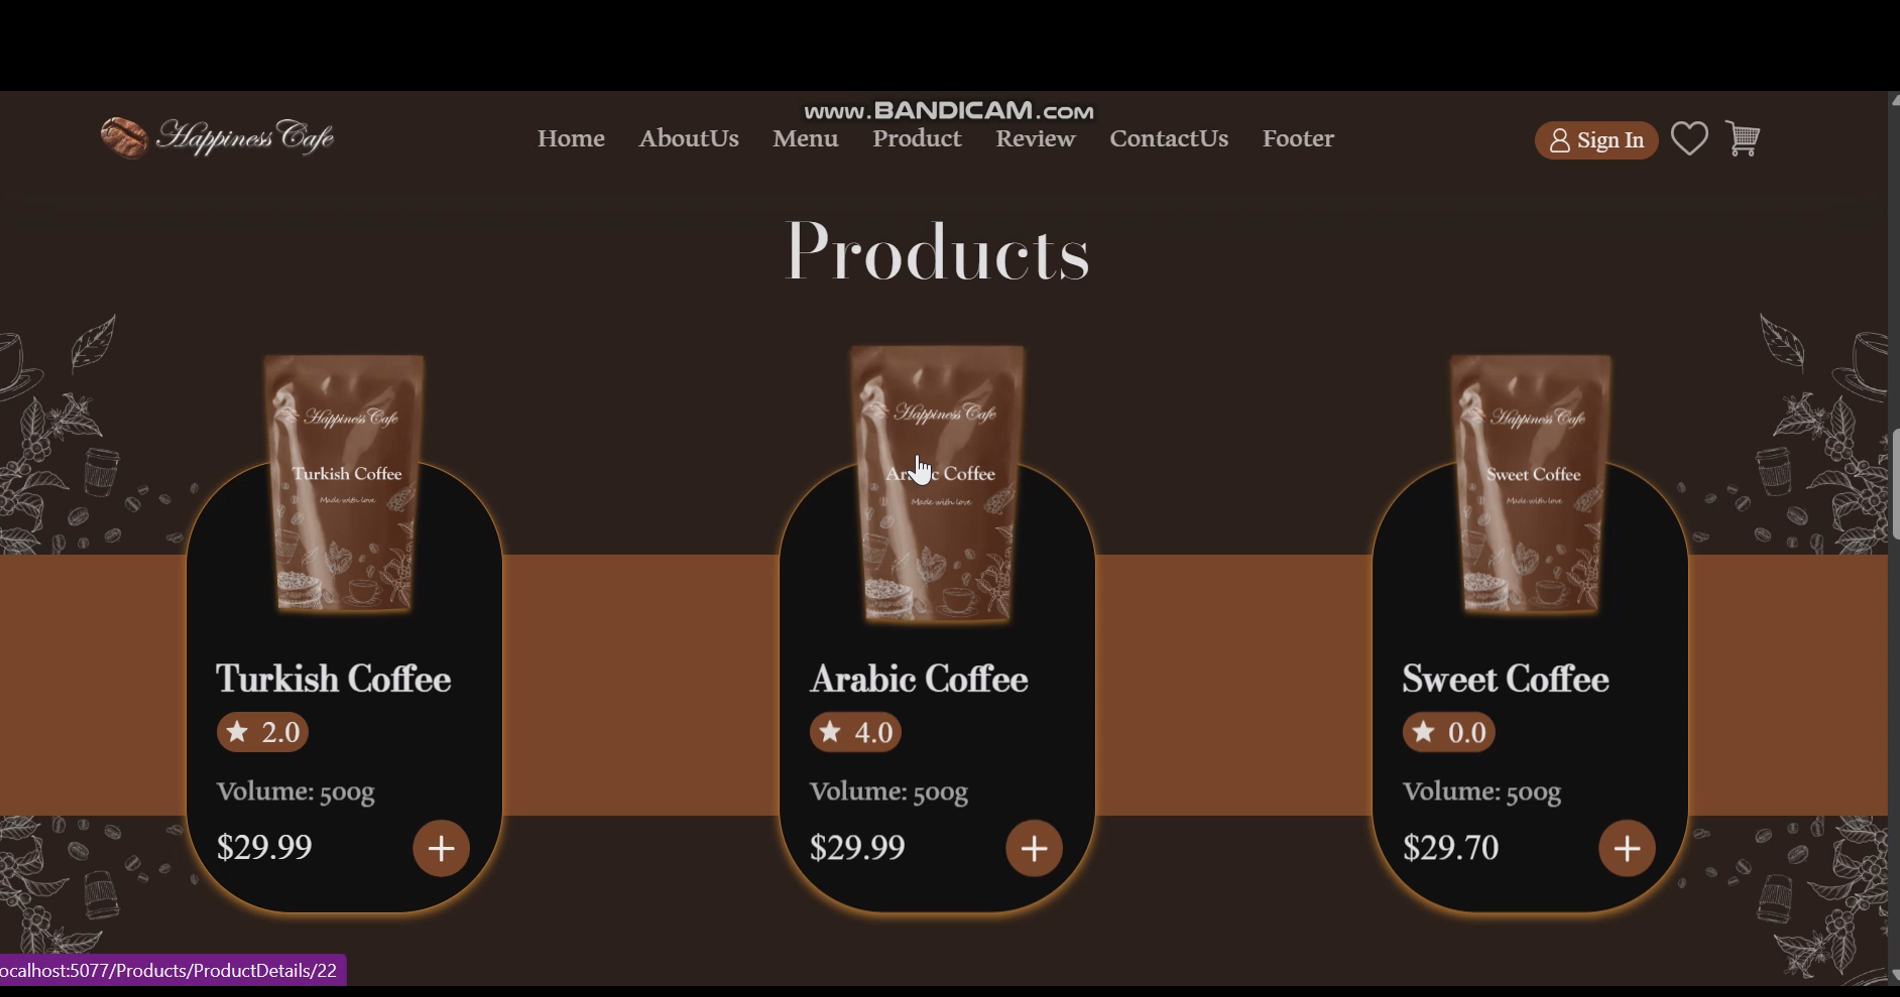 www.BANDICAM.com
Happiness Cafe
Home AboutUs Menu Product Review ContactUs Footer
Sign In
Products
Happiness Cafe
Turkish Coffee
Made with love
Happiness Cafe
Coffee
Made with love
Happiness Cafe
Sweet Coffee
Made with love
Turkish Coffee
2.0
Volume: 500g
$29.99
+
Arabic Coffee
4.0
Volume: 500g
$29.99
+
Sweet Coffee
0.0
Volume: 500g
$29.70
+
ocalhost:5077/Products/ProductDetails/22